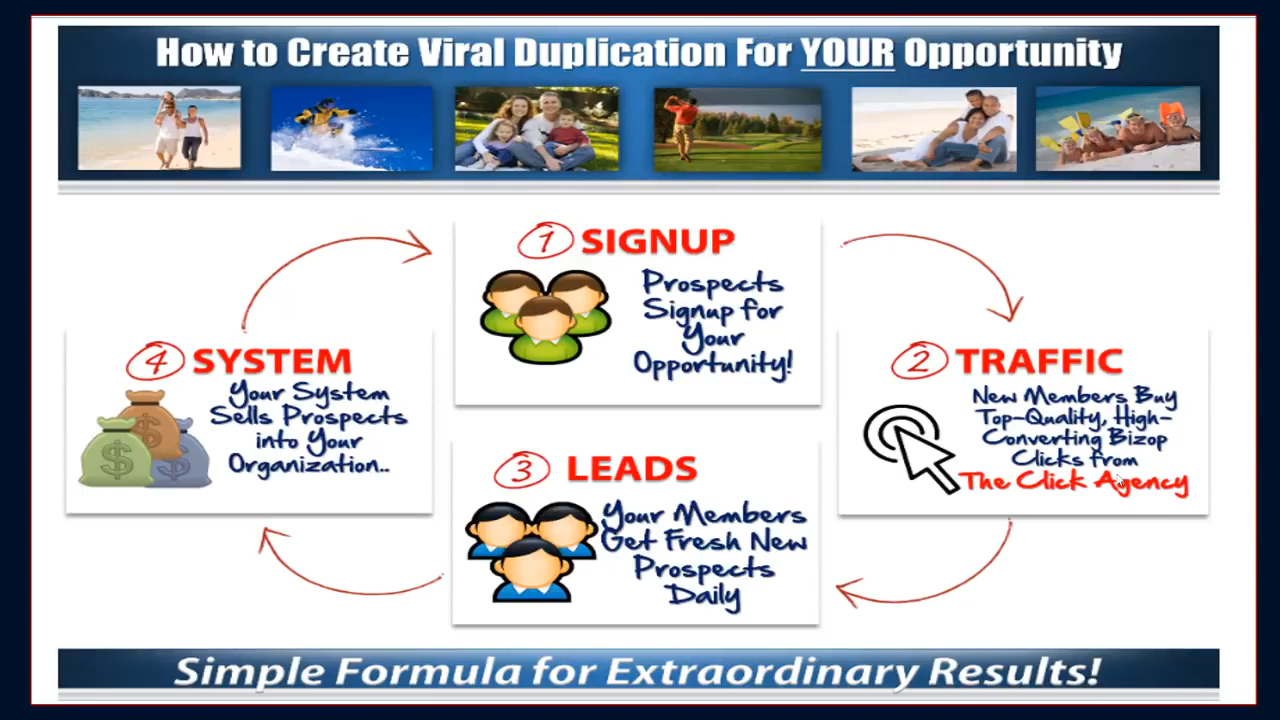 How to Create Viral Duplication For YOUR Opportunity
1 SIGNUP
Prospects
Signup for
Your
Opportunity!
2 TRAFFIC
New Members Buy
Top-Quality, High-
Converting Bizop
Clicks from
The Click Agency
3 LEADS
Your Members
Get Fresh New
Prospects
Daily
4 SYSTEM
Your System
Sells Prospects
into Your
Organization..
Simple Formula for Extraordinary Results!